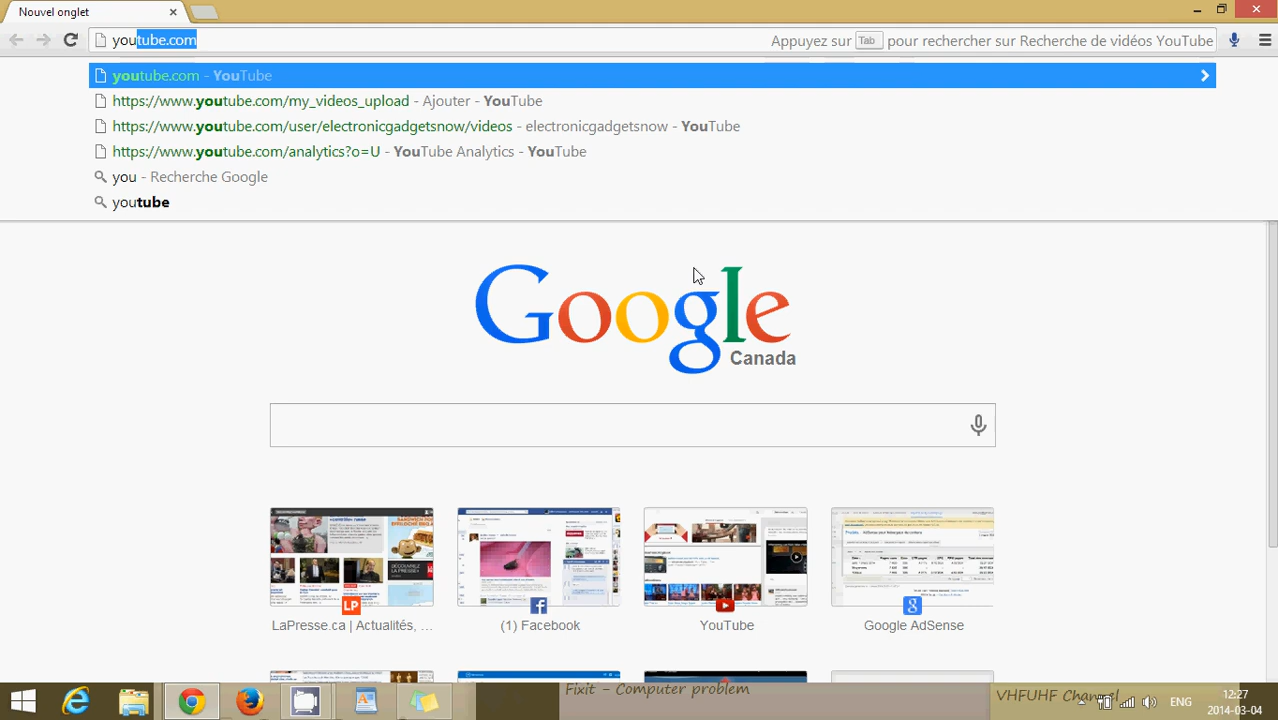 Nouvel onglet
youtube.com
Appuyez sur Tab pour rechercher sur Recherche de vidéos YouTube
youtube.com - YouTube
https://www.youtube.com/my_videos_upload - Ajouter - YouTube
https://www.youtube.com/user/electronicgadgetsnow/videos - electronicgadgetsnow - YouTube
https://www.youtube.com/analytics?o=U - YouTube Analytics - YouTube
you - Recherche Google
youtube
Google
Canada
LP
LaPresse.ca | Actualités, ...
(1) Facebook
YouTube
Google AdSense
Fixit - Computer problem
VHFUHF Channel
ENG
12:27
2014-03-04